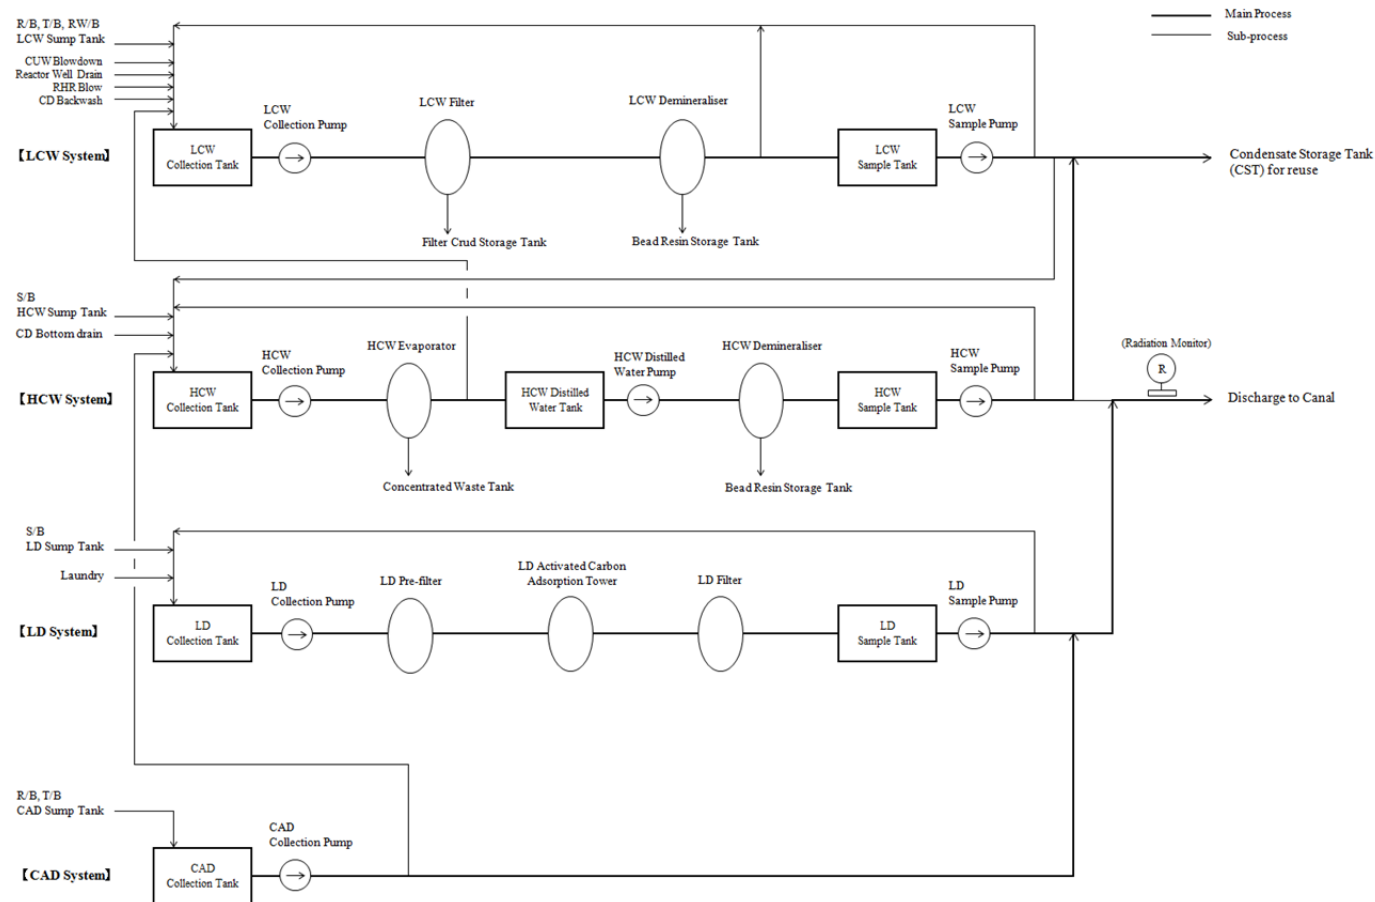 R/B, T/B, RW/B
LCW Sump Tank
CUW Blowdown
Reactor Well Drain
RHR Blow
CD Backwash
Main Process
Sub-process
LCW
Collection Pump
LCW Filter
LCW Demineraliser
LCW
Sample Pump
【LCW System】
LCW
Collection Tank
LCW
Sample Tank
Condensate Storage Tank
(CST) for reuse
Filter Crud Storage Tank
Bead Resin Storage Tank
S/B
HCW Sump Tank
CD Bottom drain
HCW
Collection Pump
HCW Evaporator
HCW Distilled
Water Pump
HCW Demineraliser
HCW
Sample Pump
(Radiation Monitor)
R
【HCW System】
HCW
Collection Tank
HCW Distilled
Water Tank
HCW
Sample Tank
Discharge to Canal
Concentrated Waste Tank
Bead Resin Storage Tank
S/B
LD Sump Tank
Laundry
LD
Collection Pump
LD Pre-filter
LD Activated Carbon
Adsorption Tower
LD Filter
LD
Sample Pump
【LD System】
LD
Collection Tank
LD
Sample Tank
R/B, T/B
CAD Sump Tank
CAD
Collection Pump
【CAD System】
CAD
Collection Tank